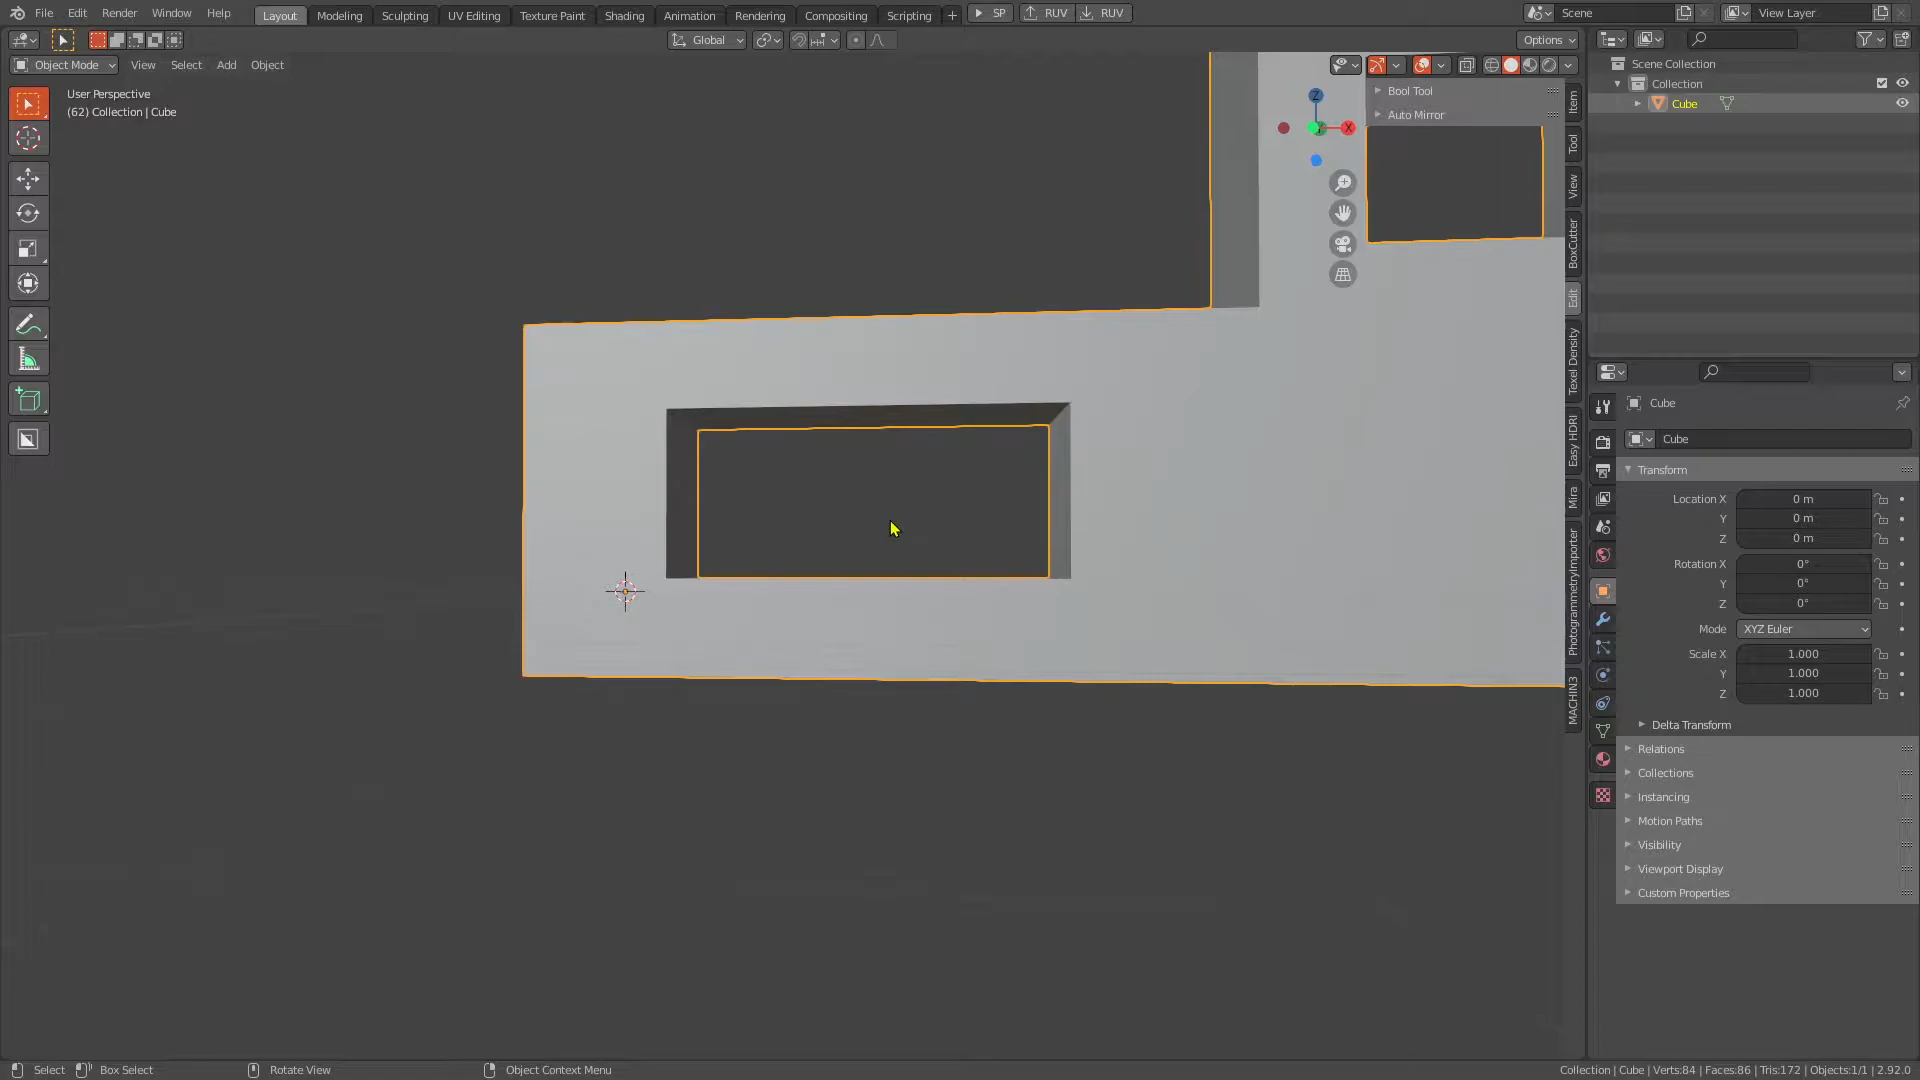 File Edit Render Window Help Layout Modeling Sculpting UV Editing Texture Paint Shading Animation Rendering Compositing Scripting + SP RUV RUV Scene View Layer
Global Options
Object Mode View Select Add Object
User Perspective
(62) Collection | Cube
Z
X
Bool Tool
Auto Mirror
Item
Tool
View
BoxCutter
Edit
Texel Density
Easy HDRI
Mira
PhotogrammetryImporter
MACHIN3
Scene Collection
Collection
Cube
Cube
Cube
Transform
Location X 0 m
Y 0 m
Z 0 m
Rotation X 0°
Y 0°
Z 0°
Mode XYZ Euler
Scale X 1.000
Y 1.000
Z 1.000
Delta Transform
Relations
Collections
Instancing
Motion Paths
Visibility
Viewport Display
Custom Properties
Select Box Select Rotate View Object Context Menu Collection | Cube | Verts:84 | Faces:86 | Tris:172 | Objects:1/1 | 2.92.0